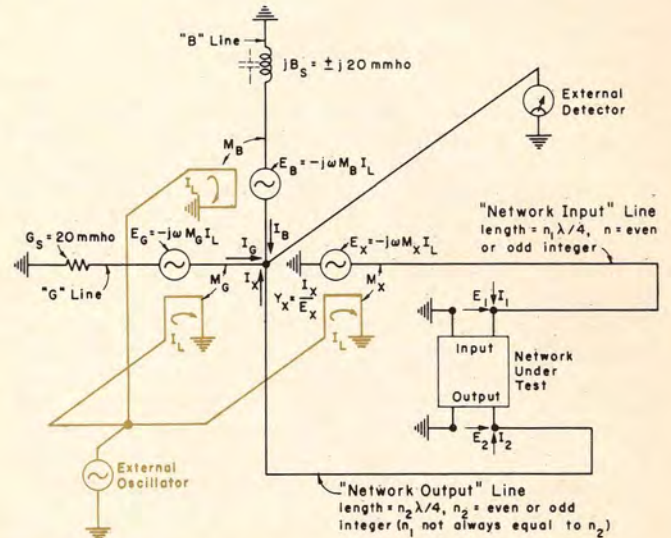 "B" Line
jB_S = ± j 20 mmho
External
Detector
M_B
E_B = -jωM_B I_L
I_L
G_S = 20 mmho
E_G = -jωM_G I_L
I_G
I_B
E_X = -jωM_X I_L
"Network Input" Line
length = n_1 λ/4, n = even
or odd
integer
"G" Line
M_G
I_X
Y_X = I_X / E_X
M_X
I_L
I_L
E_1
I_1
Input
Network
Under
Test
Output
E_2
I_2
External
Oscillator
"Network Output" Line
length = n_2 λ/4, n_2 = even or odd
integer (n_1 not always equal to n_2)